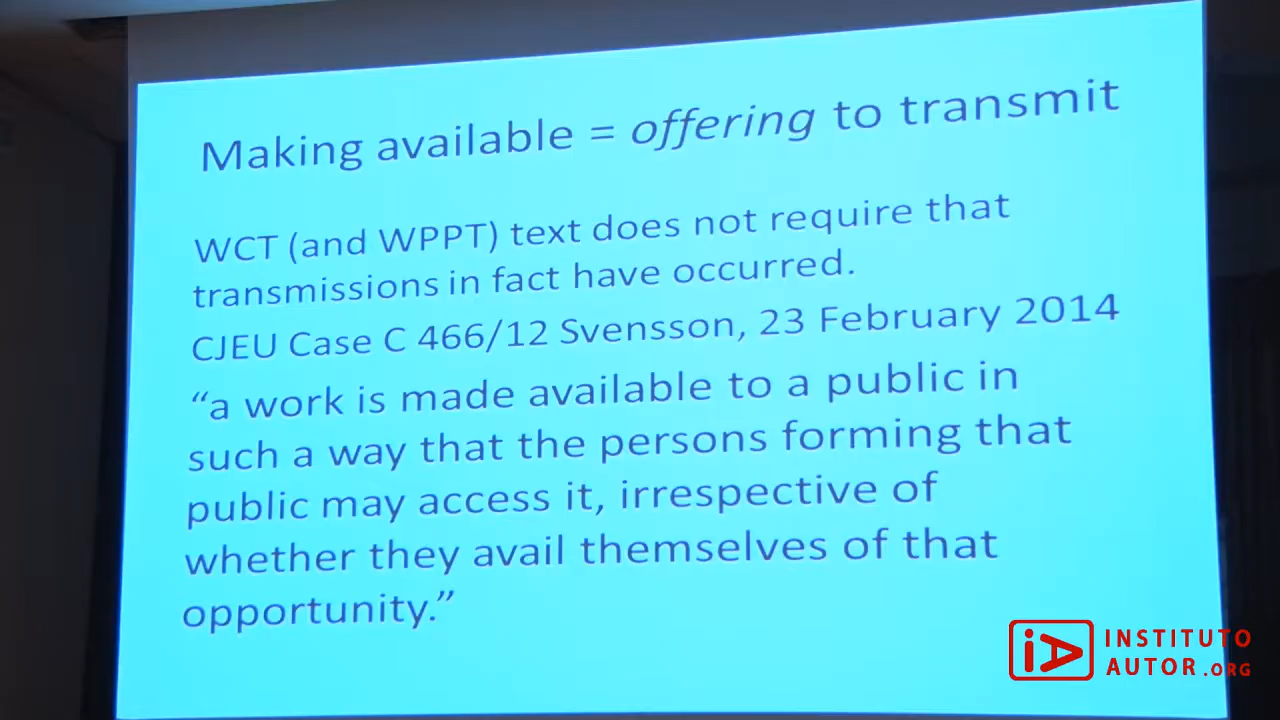 Making available = offering to transmit
WCT (and WPPT) text does not require that
transmissions in fact have occurred.
CJEU Case C 466/12 Svensson, 23 February 2014
“a work is made available to a public in
such a way that the persons forming that
public may access it, irrespective of
whether they avail themselves of that
opportunity.”
iA INSTITUTO
AUTOR.ORG